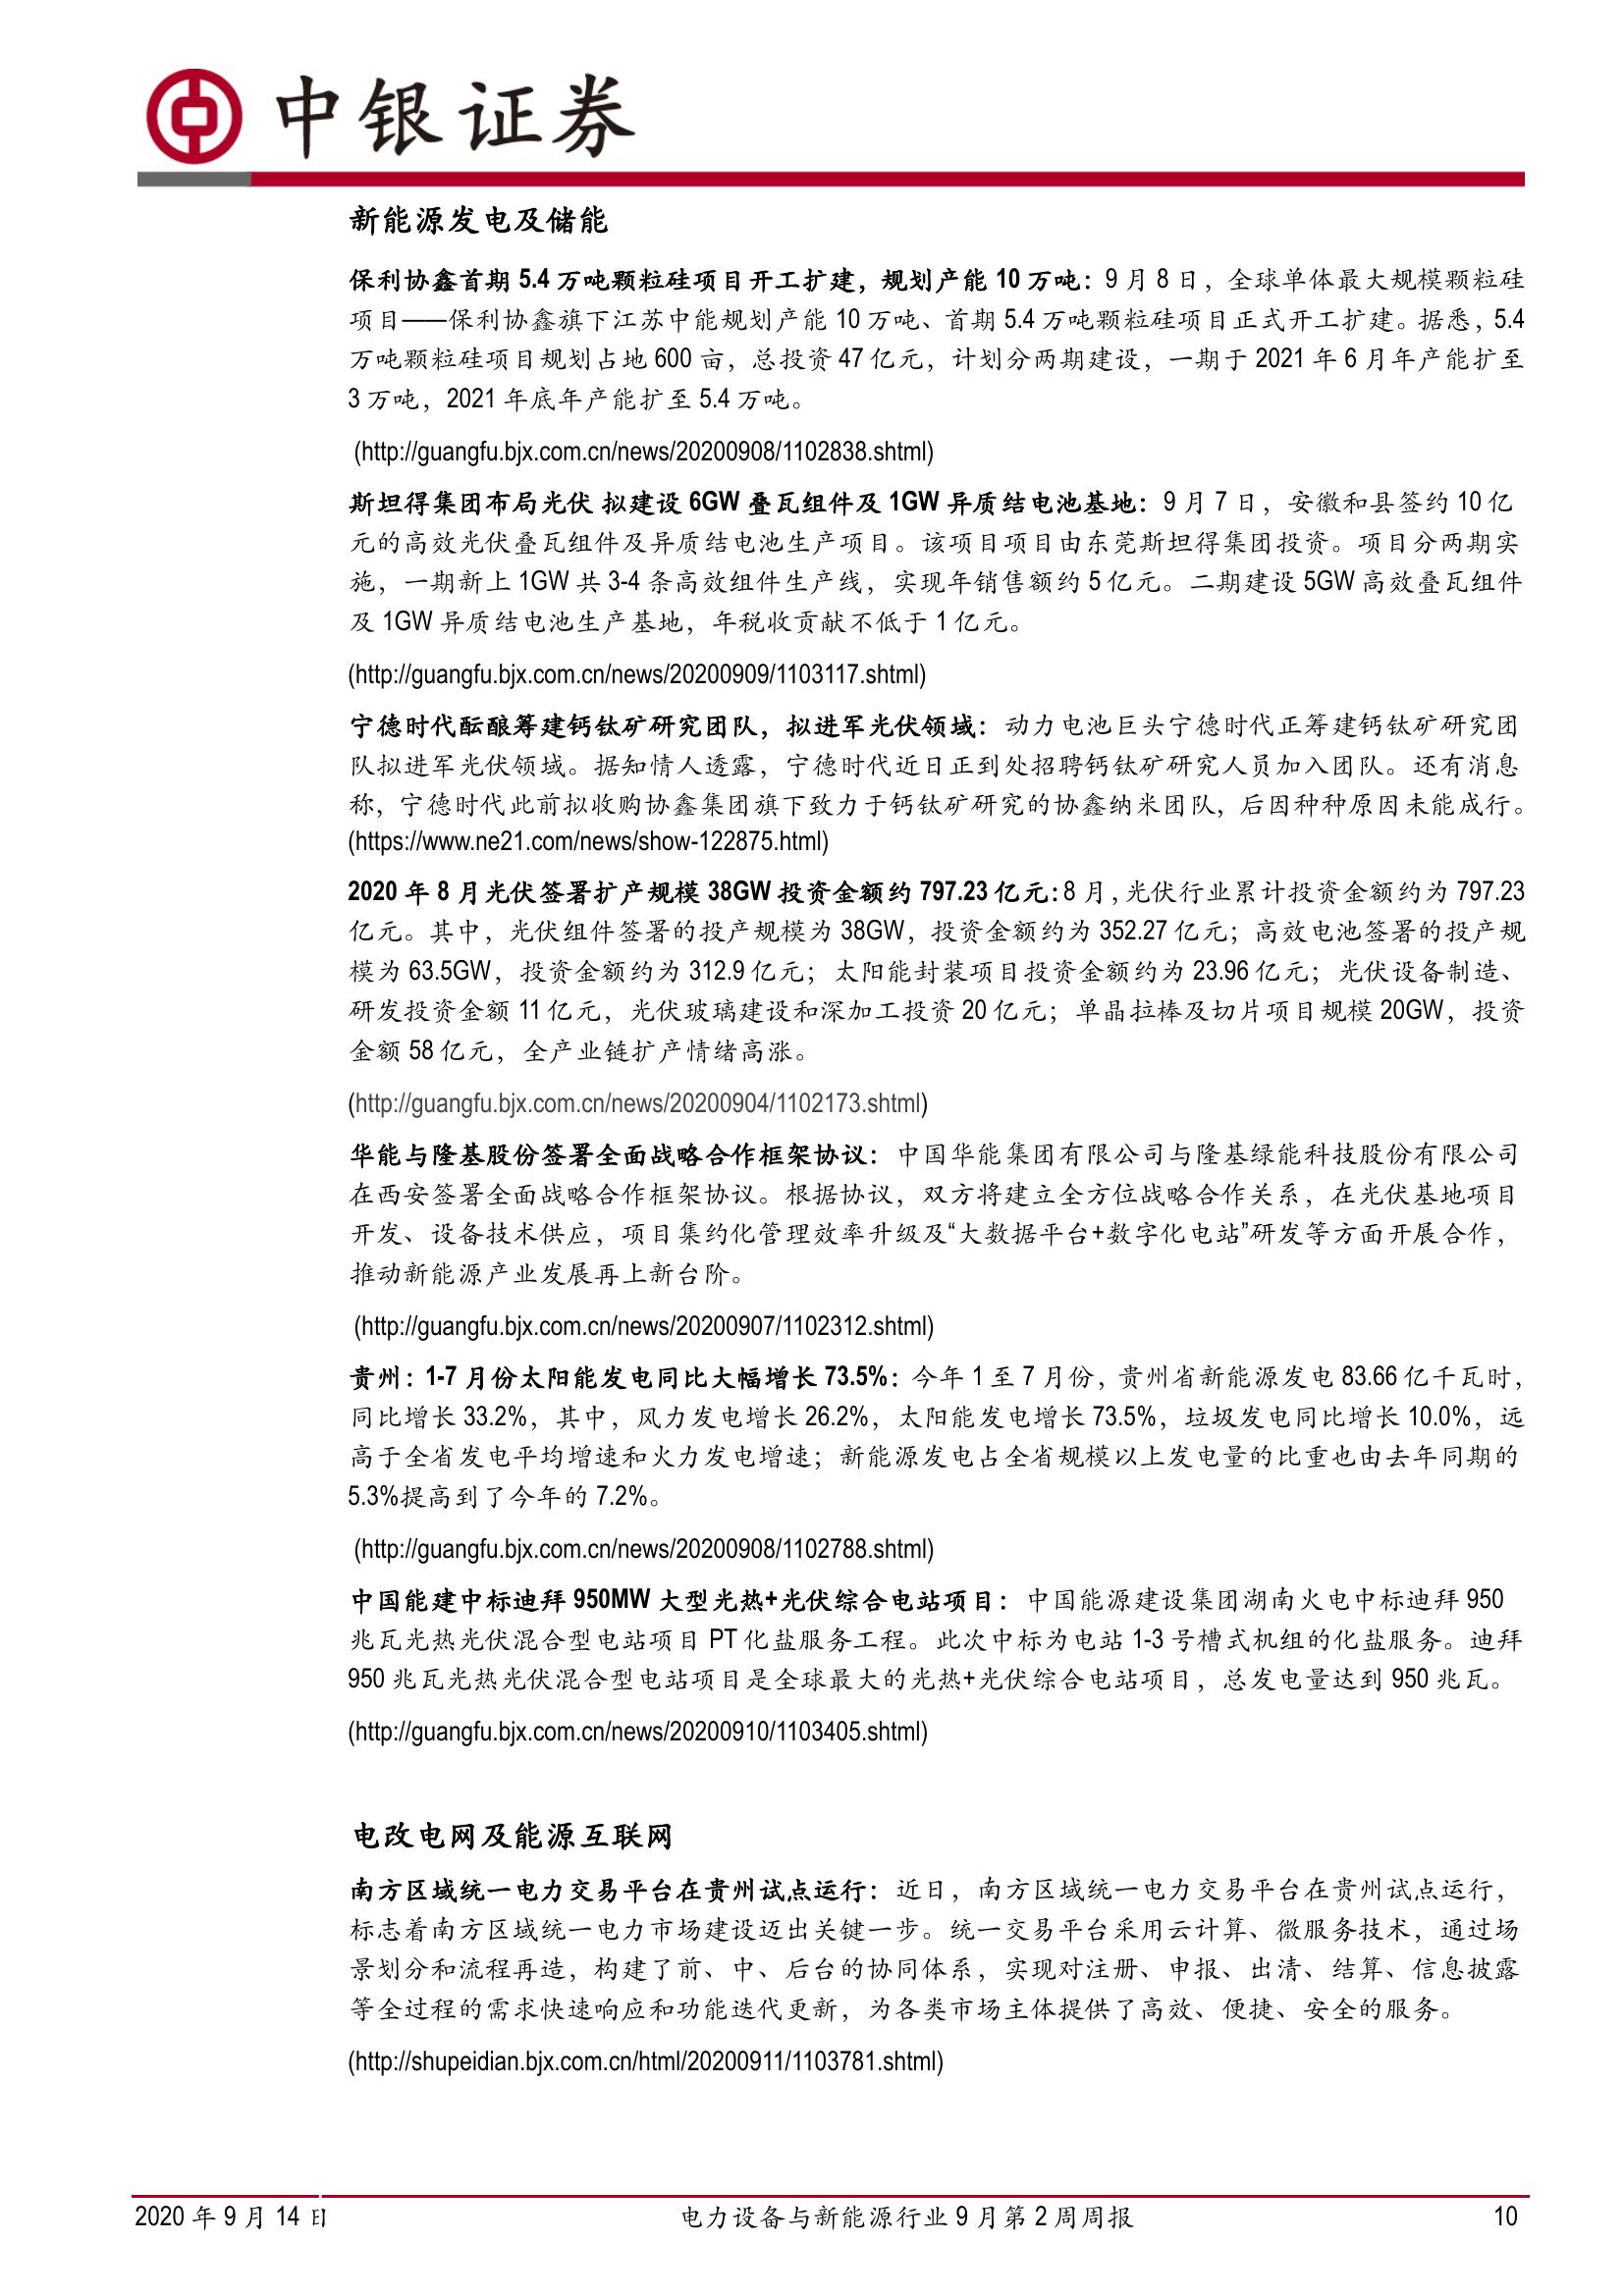 中银证券
新能源发电及储能
保利协鑫首期 5.4 万吨颗粒硅项目开工扩建，规划产能 10 万吨：9 月 8 日，全球单体最大规模颗粒硅
项目——保利协鑫旗下江苏中能规划产能 10 万吨、首期 5.4 万吨颗粒硅项目正式开工扩建。据悉，5.4
万吨颗粒硅项目规划占地 600 亩，总投资 47 亿元，计划分两期建设，一期于 2021 年 6 月年产能扩至
3 万吨，2021 年底年产能扩至 5.4 万吨。
(http://guangfu.bjx.com.cn/news/20200908/1102838.shtml)
斯坦得集团布局光伏 拟建设 6GW 叠瓦组件及 1GW 异质结电池基地：9 月 7 日，安徽和县签约 10 亿
元的高效光伏叠瓦组件及异质结电池生产项目。该项目项目由东莞斯坦得集团投资。项目分两期实
施，一期新上 1GW 共 3-4 条高效组件生产线，实现年销售额约 5 亿元。二期建设 5GW 高效叠瓦组件
及 1GW 异质结电池生产基地，年税收贡献不低于 1 亿元。
(http://guangfu.bjx.com.cn/news/20200909/1103117.shtml)
宁德时代酝酿筹建钙钛矿研究团队，拟进军光伏领域：动力电池巨头宁德时代正筹建钙钛矿研究团
队拟进军光伏领域。据知情人透露，宁德时代近日正到处招聘钙钛矿研究人员加入团队。还有消息
称，宁德时代此前拟收购协鑫集团旗下致力于钙钛矿研究的协鑫纳米团队，后因种种原因未能成行。
(https://www.ne21.com/news/show-122875.html)
2020 年 8 月光伏签署扩产规模 38GW 投资金额约 797.23 亿元：8 月，光伏行业累计投资金额约为 797.23
亿元。其中，光伏组件签署的投产规模为 38GW，投资金额约为 352.27 亿元；高效电池签署的投产规
模为 63.5GW，投资金额约为 312.9 亿元；太阳能封装项目投资金额约为 23.96 亿元；光伏设备制造、
研发投资金额 11 亿元，光伏玻璃建设和深加工投资 20 亿元；单晶拉棒及切片项目规模 20GW，投资
金额 58 亿元，全产业链扩产情绪高涨。
(http://guangfu.bjx.com.cn/news/20200904/1102173.shtml)
华能与隆基股份签署全面战略合作框架协议：中国华能集团有限公司与隆基绿能科技股份有限公司
在西安签署全面战略合作框架协议。根据协议，双方将建立全方位战略合作关系，在光伏基地项目
开发、设备技术供应，项目集约化管理效率升级及“大数据平台+数字化电站”研发等方面开展合作，
推动新能源产业发展再上新台阶。
(http://guangfu.bjx.com.cn/news/20200907/1102312.shtml)
贵州：1-7 月份太阳能发电同比大幅增长 73.5%：今年 1 至 7 月份，贵州省新能源发电 83.66 亿千瓦时，
同比增长 33.2%，其中，风力发电增长 26.2%，太阳能发电增长 73.5%，垃圾发电同比增长 10.0%，远
高于全省发电平均增速和火力发电增速；新能源发电占全省规模以上发电量的比重也由去年同期的
5.3%提高到了今年的 7.2%。
(http://guangfu.bjx.com.cn/news/20200908/1102788.shtml)
中国能建中标迪拜 950MW 大型光热+光伏综合电站项目：中国能源建设集团湖南火电中标迪拜 950
兆瓦光热光伏混合型电站项目 PT 化盐服务工程。此次中标为电站 1-3 号槽式机组的化盐服务。迪拜
950 兆瓦光热光伏混合型电站项目是全球最大的光热+光伏综合电站项目，总发电量达到 950 兆瓦。
(http://guangfu.bjx.com.cn/news/20200910/1103405.shtml)
电改电网及能源互联网
南方区域统一电力交易平台在贵州试点运行：近日，南方区域统一电力交易平台在贵州试点运行，
标志着南方区域统一电力市场建设迈出关键一步。统一交易平台采用云计算、微服务技术，通过场
景划分和流程再造，构建了前、中、后台的协同体系，实现对注册、申报、出清、结算、信息披露
等全过程的需求快速响应和功能迭代更新，为各类市场主体提供了高效、便捷、安全的服务。
(http://shupeidian.bjx.com.cn/html/20200911/1103781.shtml)
2020 年 9 月 14 日 电力设备与新能源行业 9 月第 2 周周报 10